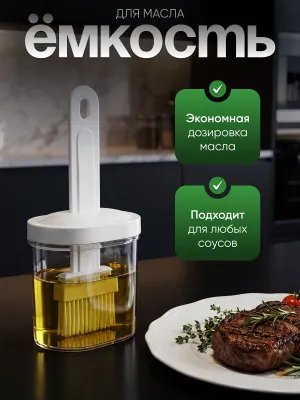 ДЛЯ МАСЛА
ёмкость
Экономная
дозировка
масла
Подходит
для любых
соусов